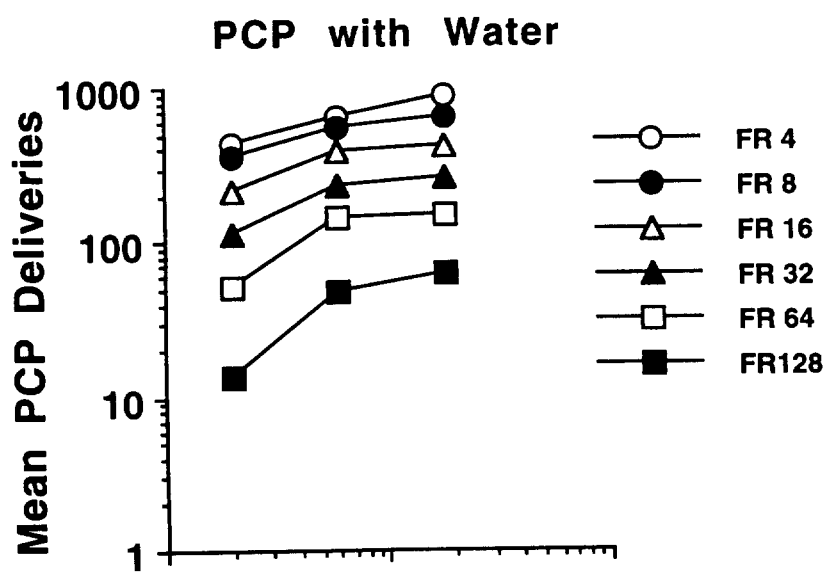 PCP with Water
Mean PCP Deliveries
1000
100
10
1
FR 4
FR 8
FR 16
FR 32
FR 64
FR128